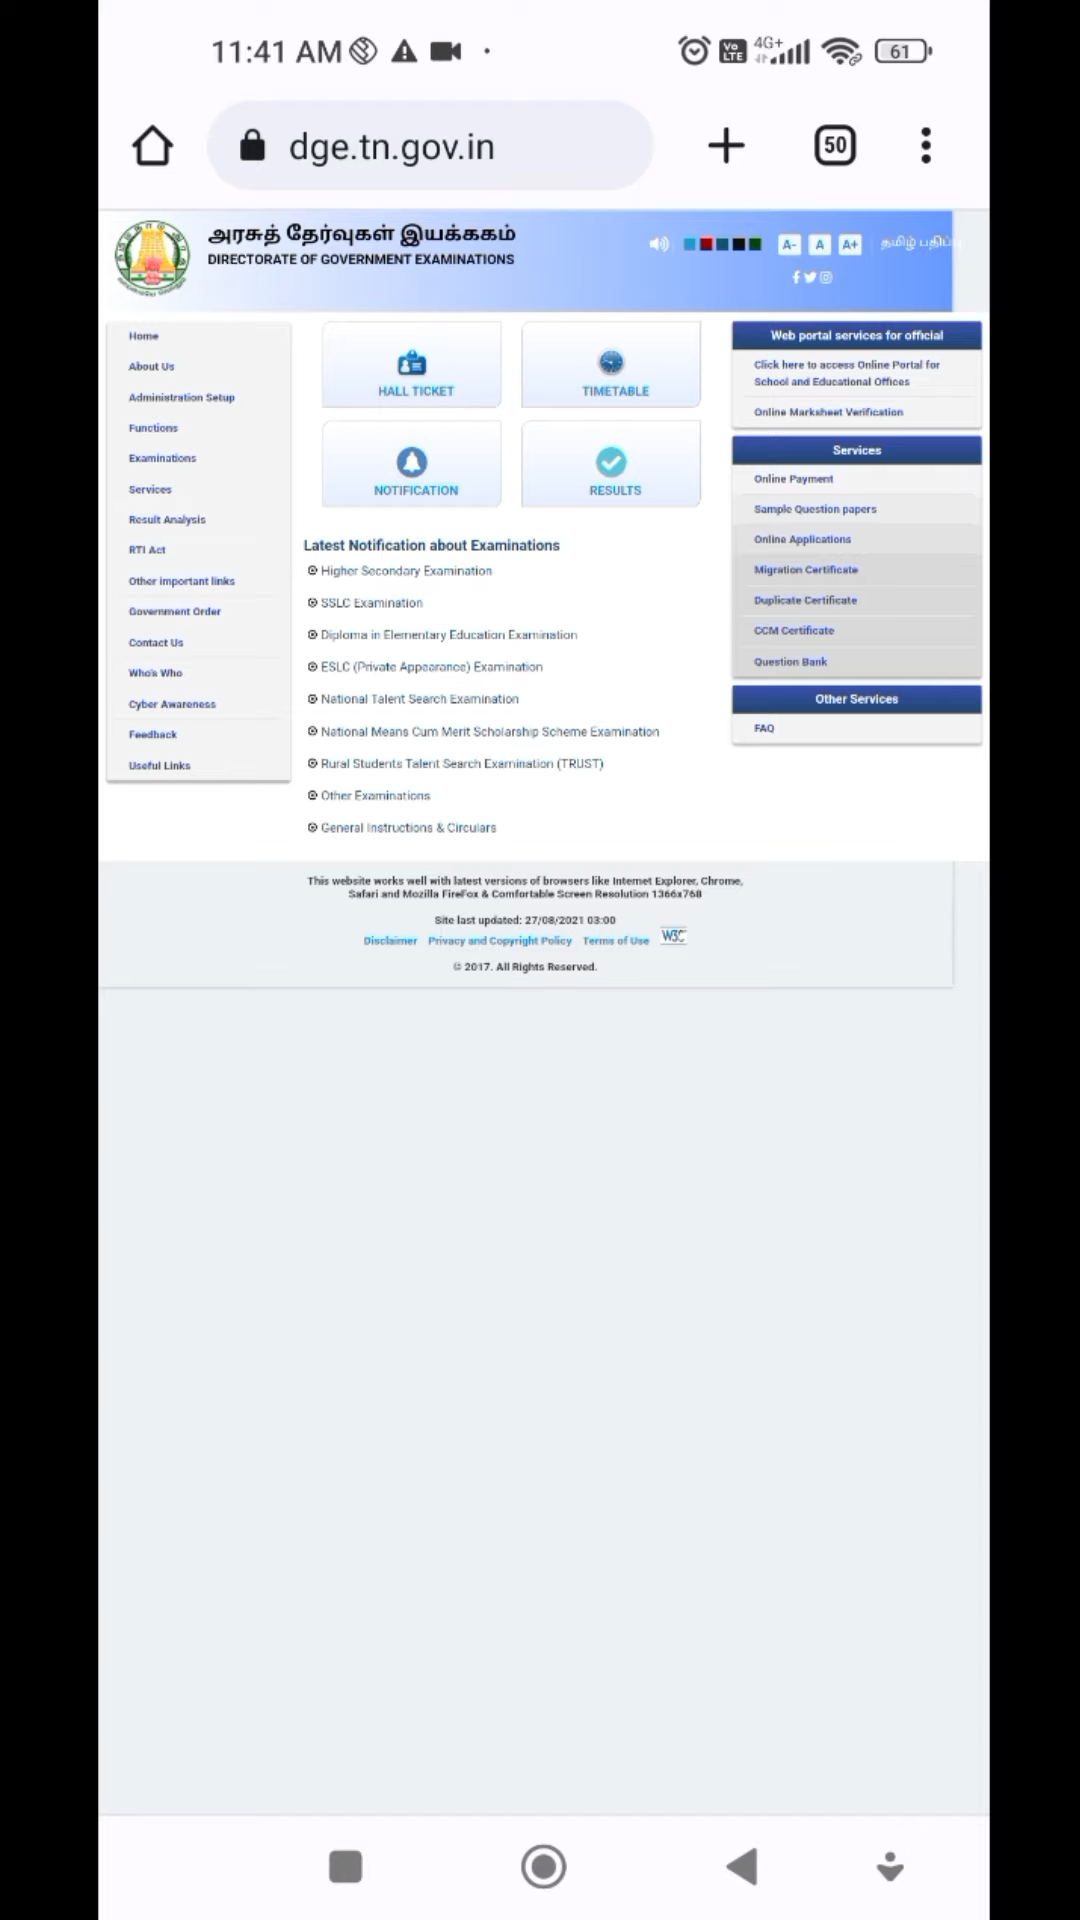 11:41 AM
VoLTE
4G+
61
dge.tn.gov.in
50
அரசுத் தேர்வுகள் இயக்ககம்
DIRECTORATE OF GOVERNMENT EXAMINATIONS
A- A A+ தமிழ்
Home
About Us
Administration Setup
Functions
Examinations
Services
Result Analysis
RTI Act
Other important links
Government Order
Contact Us
Who's Who
Cyber Awareness
Feedback
Useful Links
HALL TICKET
TIMETABLE
NOTIFICATION
RESULTS
Latest Notification about Examinations
Higher Secondary Examination
SSLC Examination
Diploma in Elementary Education Examination
ESLC (Private Appearance) Examination
National Talent Search Examination
National Means Cum Merit Scholarship Scheme Examination
Rural Students Talent Search Examination (TRUST)
Other Examinations
General Instructions & Circulars
Web portal services for official
Click here to access Online Portal for
School and Educational Offices
Online Marksheet Verification
Services
Online Payment
Sample Question papers
Online Applications
Migration Certificate
Duplicate Certificate
CCM Certificate
Question Bank
Other Services
FAQ
This website works well with latest versions of browsers like Internet Explorer, Chrome,
Safari and Mozilla FireFox & Comfortable Screen Resolution 1366x768
Site last updated: 27/08/2021 03:00
Disclaimer Privacy and Copyright Policy Terms of Use W3C
© 2017. All Rights Reserved.